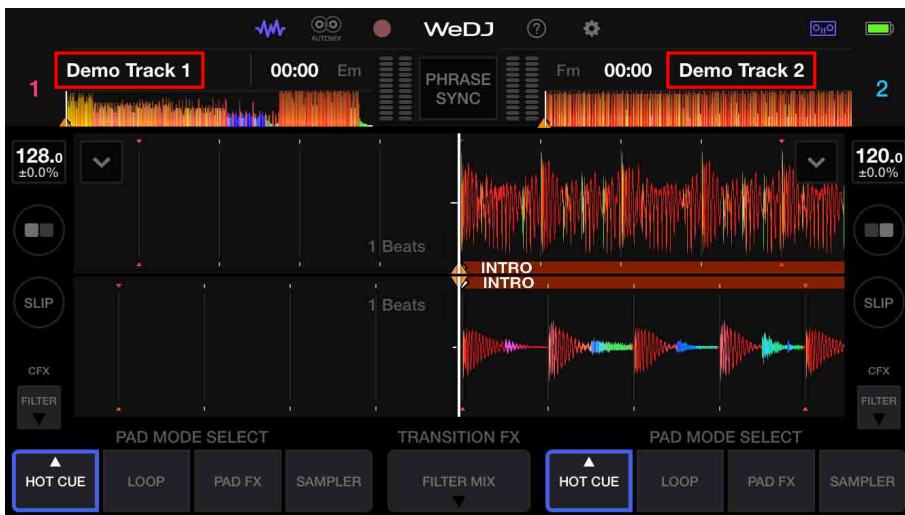 AUTOMIX
WeDJ
?
1
Demo Track 1
00:00
Em
PHRASE
SYNC
Fm
00:00
Demo Track 2
2
128.0
±0.0%
120.0
±0.0%
1 Beats
INTRO
INTRO
1 Beats
SLIP
SLIP
CFX
CFX
FILTER
FILTER
PAD MODE SELECT
TRANSITION FX
PAD MODE SELECT
HOT CUE
LOOP
PAD FX
SAMPLER
FILTER MIX
HOT CUE
LOOP
PAD FX
SAMPLER